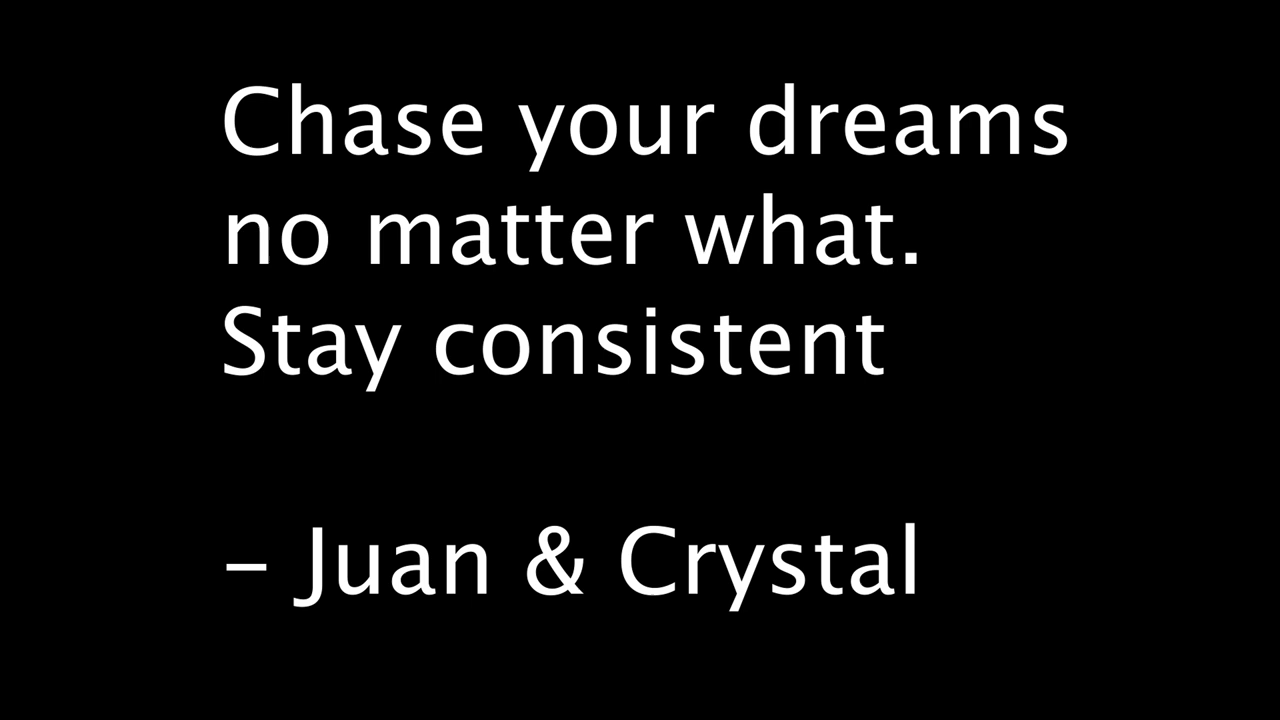 Chase your dreams
no matter what.
Stay consistent
– Juan & Crystal